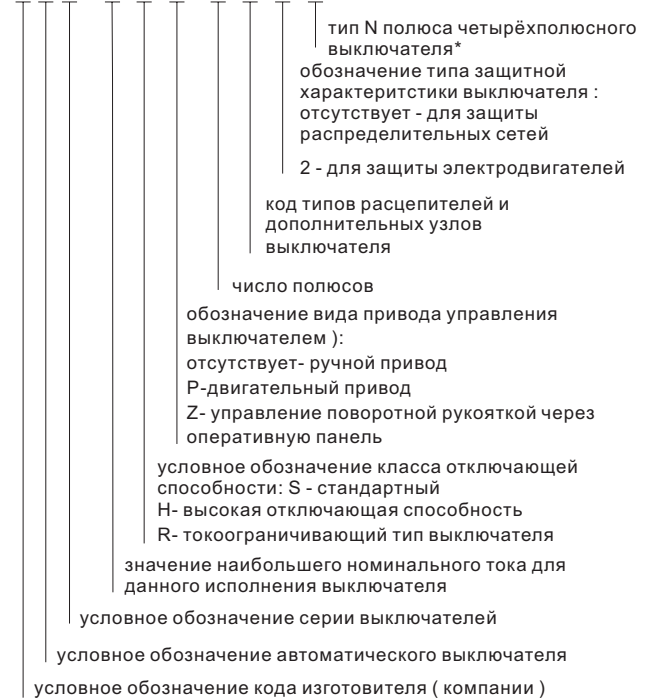 тип N полюса четырёхполюсного
выключателя*
обозначение типа защитной
характеритстики выключателя :
отсутствует - для защиты
распределительных сетей
2 - для защиты электродвигателей
код типов расцепителей и
дополнительных узлов
выключателя
число полюсов
обозначение вида привода управления
выключателем ):
отсутствует- ручной привод
P-двигательный привод
Z- управление поворотной рукояткой через
оперативную панель
условное обозначение класса отключающей
способности: S - стандартный
H- высокая отключающая способность
R- токоограничивающий тип выключателя
значение наибольшего номинального тока для
данного исполнения выключателя
условное обозначение серии выключателей
условное обозначение автоматического выключателя
условное обозначение кода изготовителя ( компании )